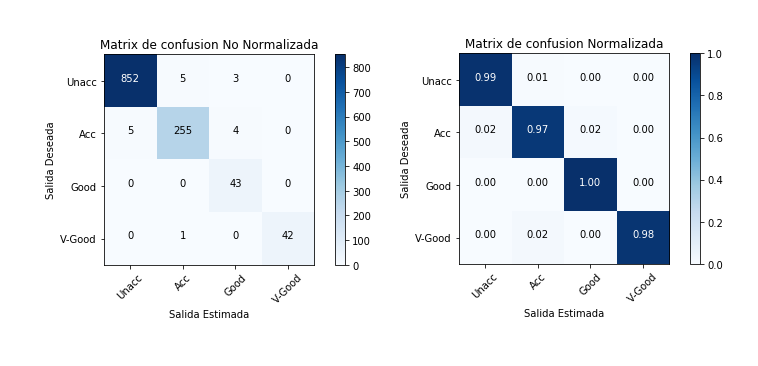 Matrix de confusion No Normalizada
Salida Deseada
Unacc 852 5 3 0
Acc 5 255 4 0
Good 0 0 43 0
V-Good 0 1 0 42
Unacc Acc Good V-Good
Salida Estimada
800
700
600
500
400
300
200
100
0
Matrix de confusion Normalizada
Salida Deseada
Unacc 0.99 0.01 0.00 0.00
Acc 0.02 0.97 0.02 0.00
Good 0.00 0.00 1.00 0.00
V-Good 0.00 0.02 0.00 0.98
Unacc Acc Good V-Good
Salida Estimada
1.0
0.8
0.6
0.4
0.2
0.0